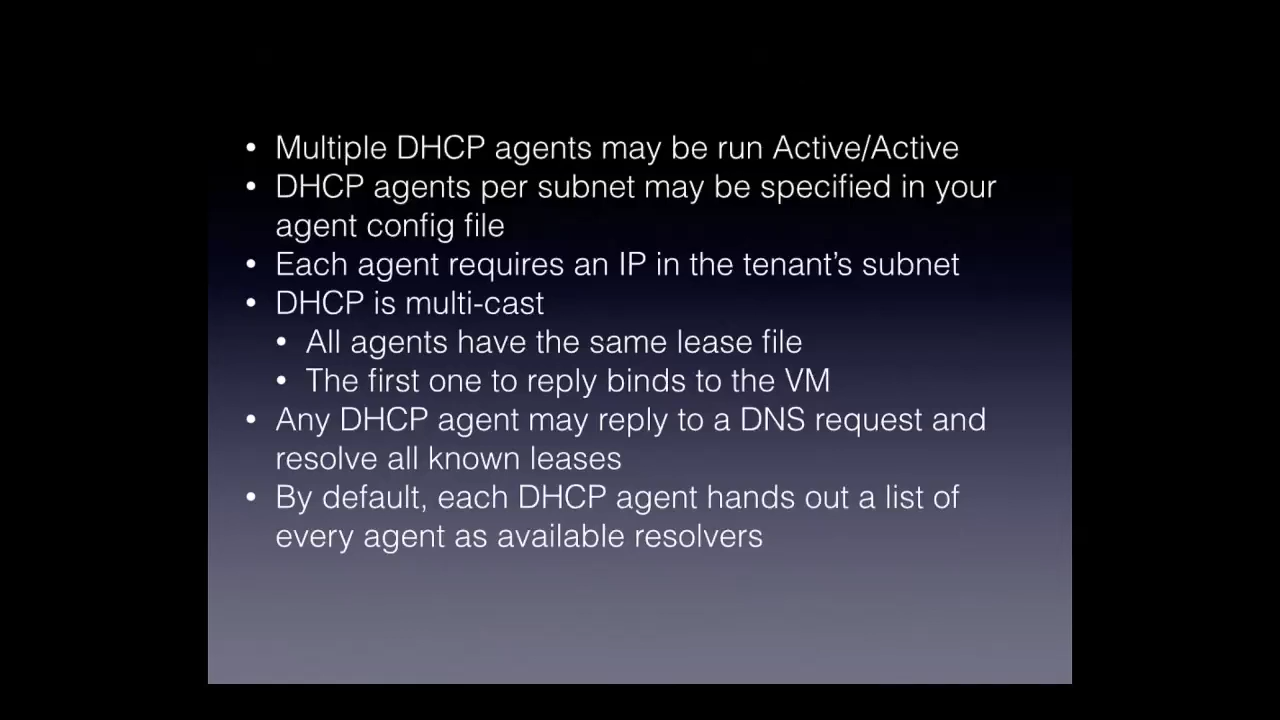 • Multiple DHCP agents may be run Active/Active
• DHCP agents per subnet may be specified in your
agent config file
• Each agent requires an IP in the tenant’s subnet
• DHCP is multi-cast
• All agents have the same lease file
• The first one to reply binds to the VM
• Any DHCP agent may reply to a DNS request and
resolve all known leases
• By default, each DHCP agent hands out a list of
every agent as available resolvers